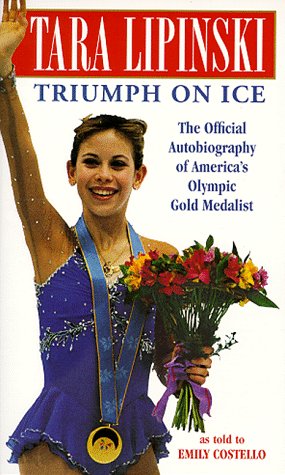 TARA LIPINSKI
TRIUMPH ON ICE
The Official
Autobiography
of America's
Olympic
Gold Medalist
as told to
EMILY COSTELLO